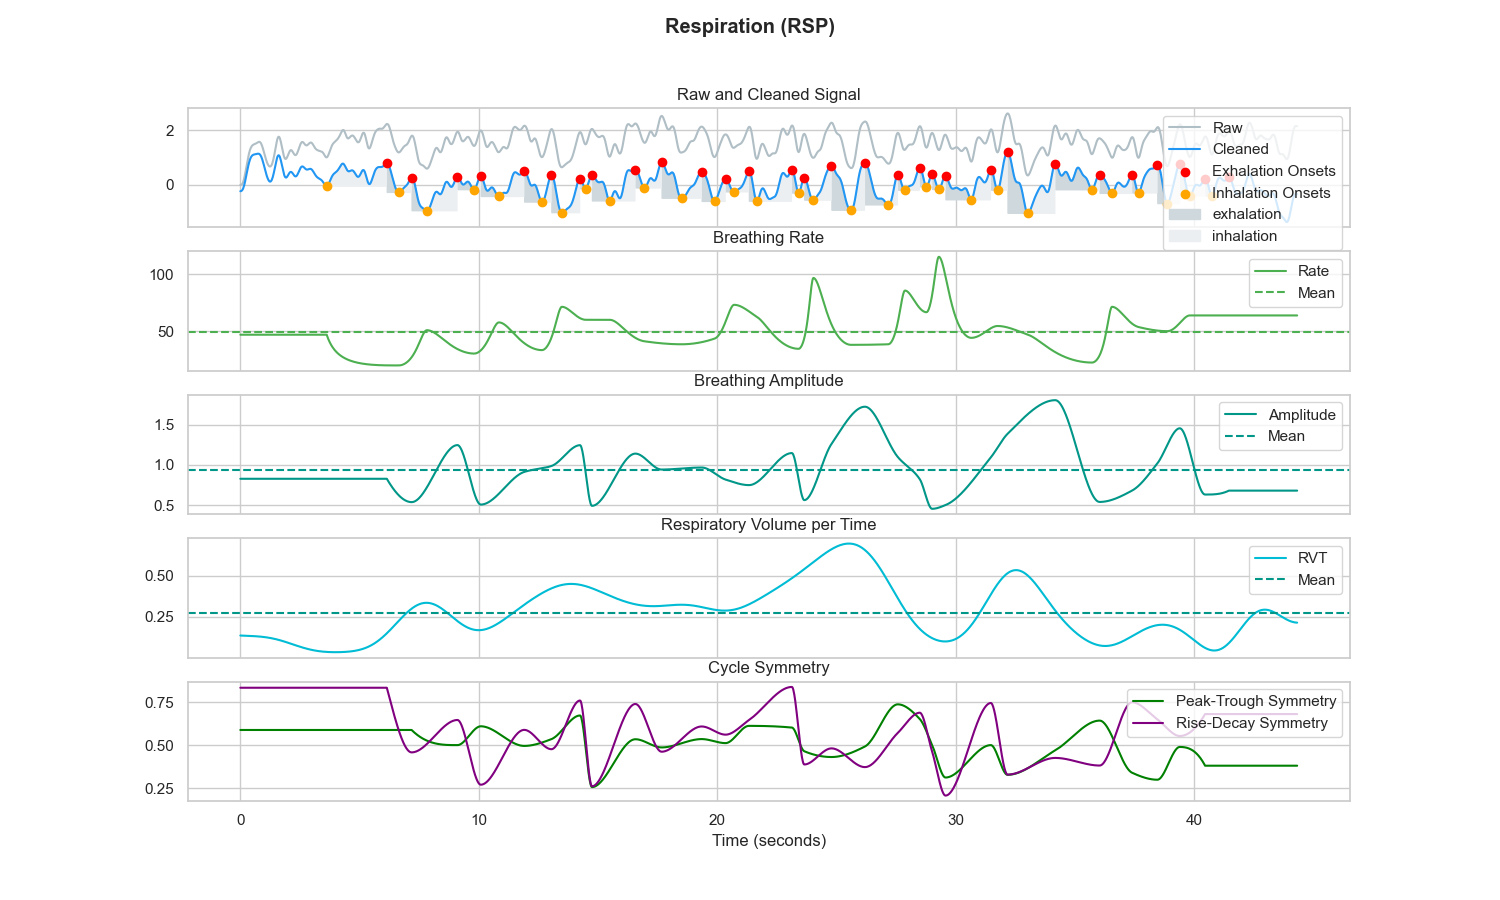 Respiration (RSP)
Raw and Cleaned Signal
2
0
Raw
Cleaned
Exhalation Onsets
Inhalation Onsets
exhalation
inhalation
Breathing Rate
100
50
Rate
Mean
Breathing Amplitude
1.5
1.0
0.5
Amplitude
Mean
Respiratory Volume per Time
0.50
0.25
RVT
Mean
Cycle Symmetry
0.75
0.50
0.25
Peak-Trough Symmetry
Rise-Decay Symmetry
0 10 20 30 40
Time (seconds)